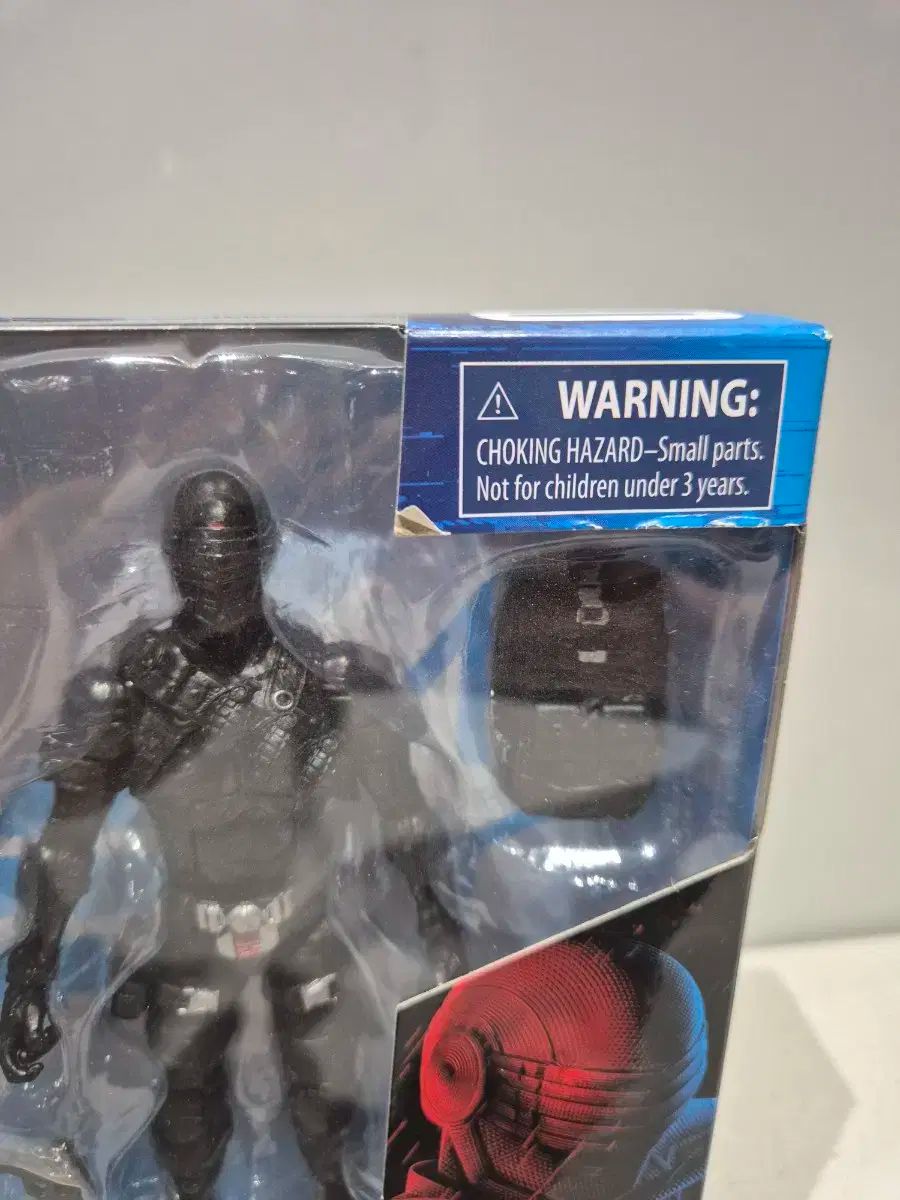 WARNING:
CHOKING HAZARD–Small parts.
Not for children under 3 years.